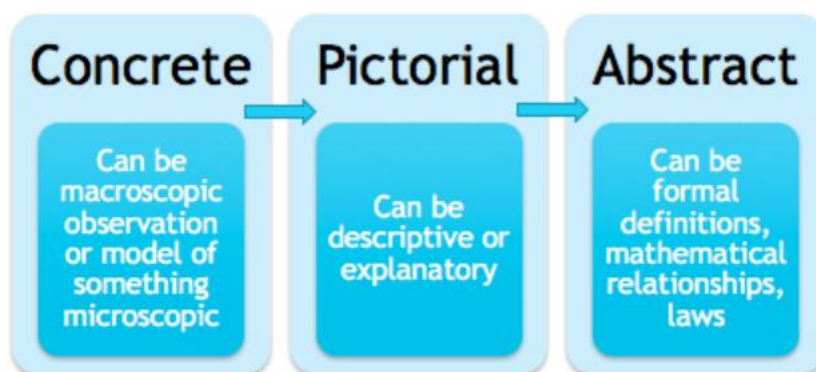 Concrete
Can be
macroscopic
observation
or model of
something
microscopic
Pictorial
Can be
descriptive or
explanatory
Abstract
Can be
formal
definitions,
mathematical
relationships,
laws